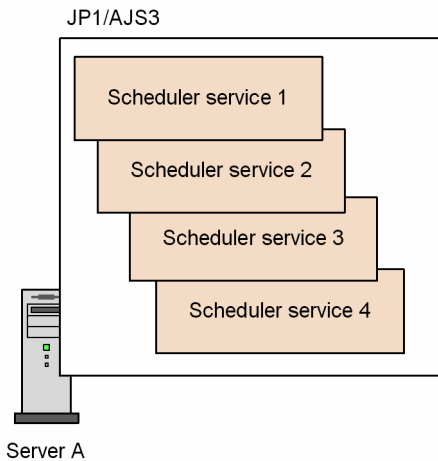 JP1/AJS3
Scheduler service 1
Scheduler service 2
Scheduler service 3
Scheduler service 4
Server A